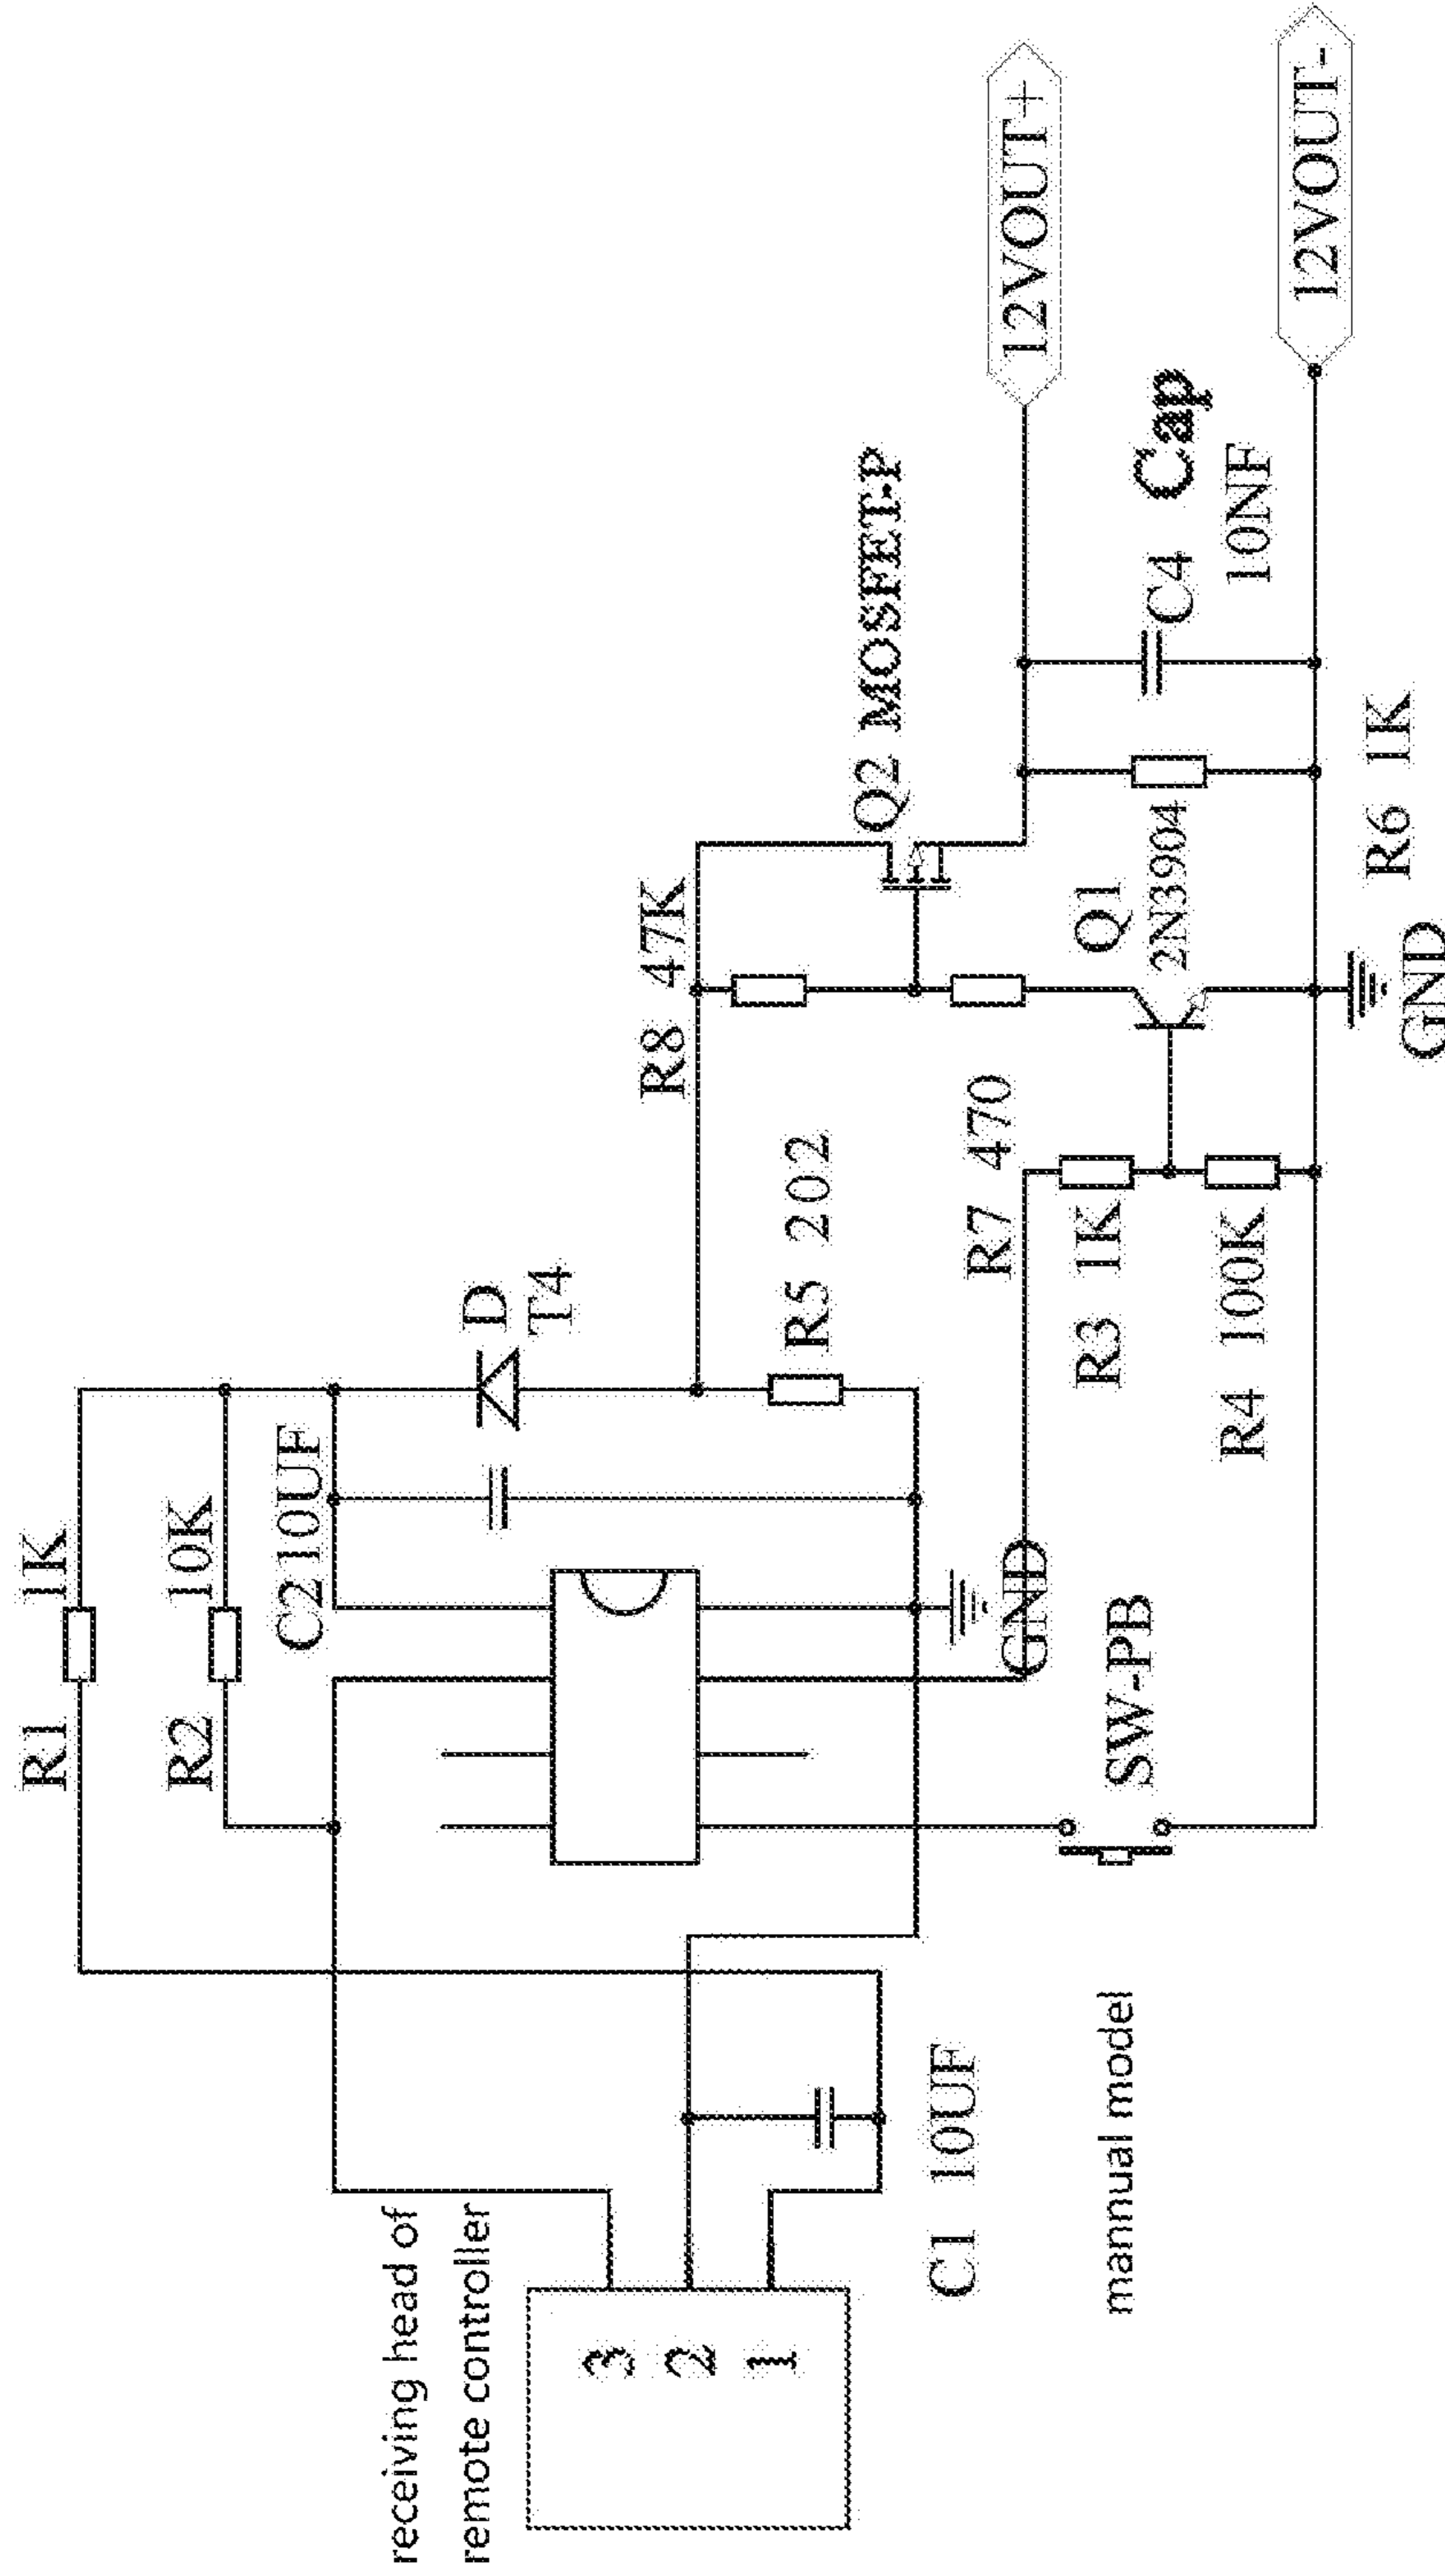 R1 1K
R2 10K
C2 10UF
D
T4
R5 202
R8 47K
Q2 MOSFET-P
12VOUT+
C4 Cap
10NF
12VOUT-
receiving head of
remote controller
3
2
1
C1 10UF
GND
R7 470
R3 1K
R4 100K
Q1
2N3904
SW-PB
mannual model
GND
R6 1K